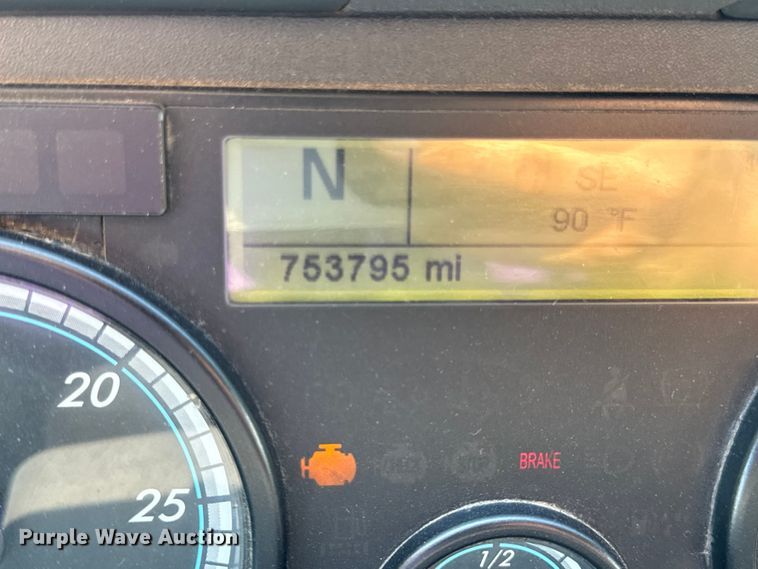 N
SE
90 °F
753795 mi
20
25
BRAKE
1/2
Purple Wave Auction